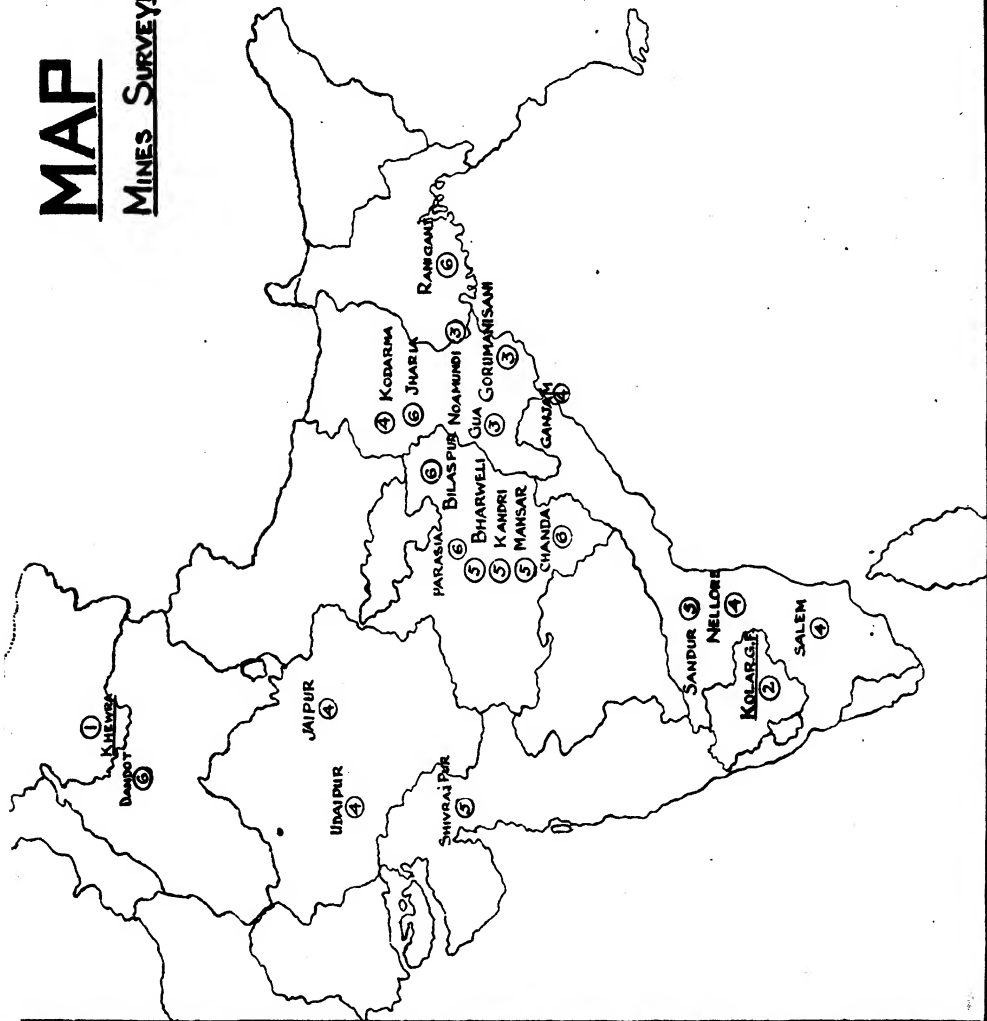 MAP
MINES SURVEY
① KHEWRA
DANDOT ⑥
JAIPUR ④
UDAIPUR ④
SHIVRAJPUR ⑤
④ KODARMA
⑥ JHARIA
RANIGANJ ⑥
NOAMUNDI ③
GORUMANISANI ③
GUA ③
BILASPUR ⑥
PARASIA ⑥
⑤ BHARWELI
⑤ KANDRI
⑤ MANSAR
CHANDA ⑥
GANJAM ④
SANDUR ⑤
NELLORE ④
KOLAR.G.F. ②
SALEM ④